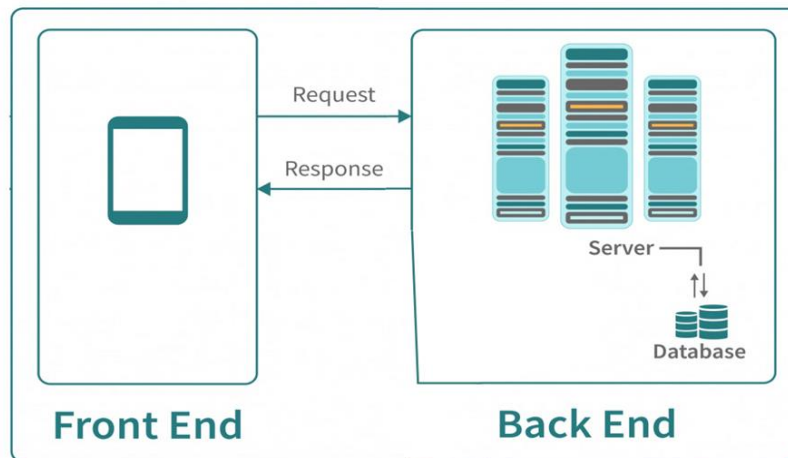 Request
Response
Server
Database
Front End
Back End